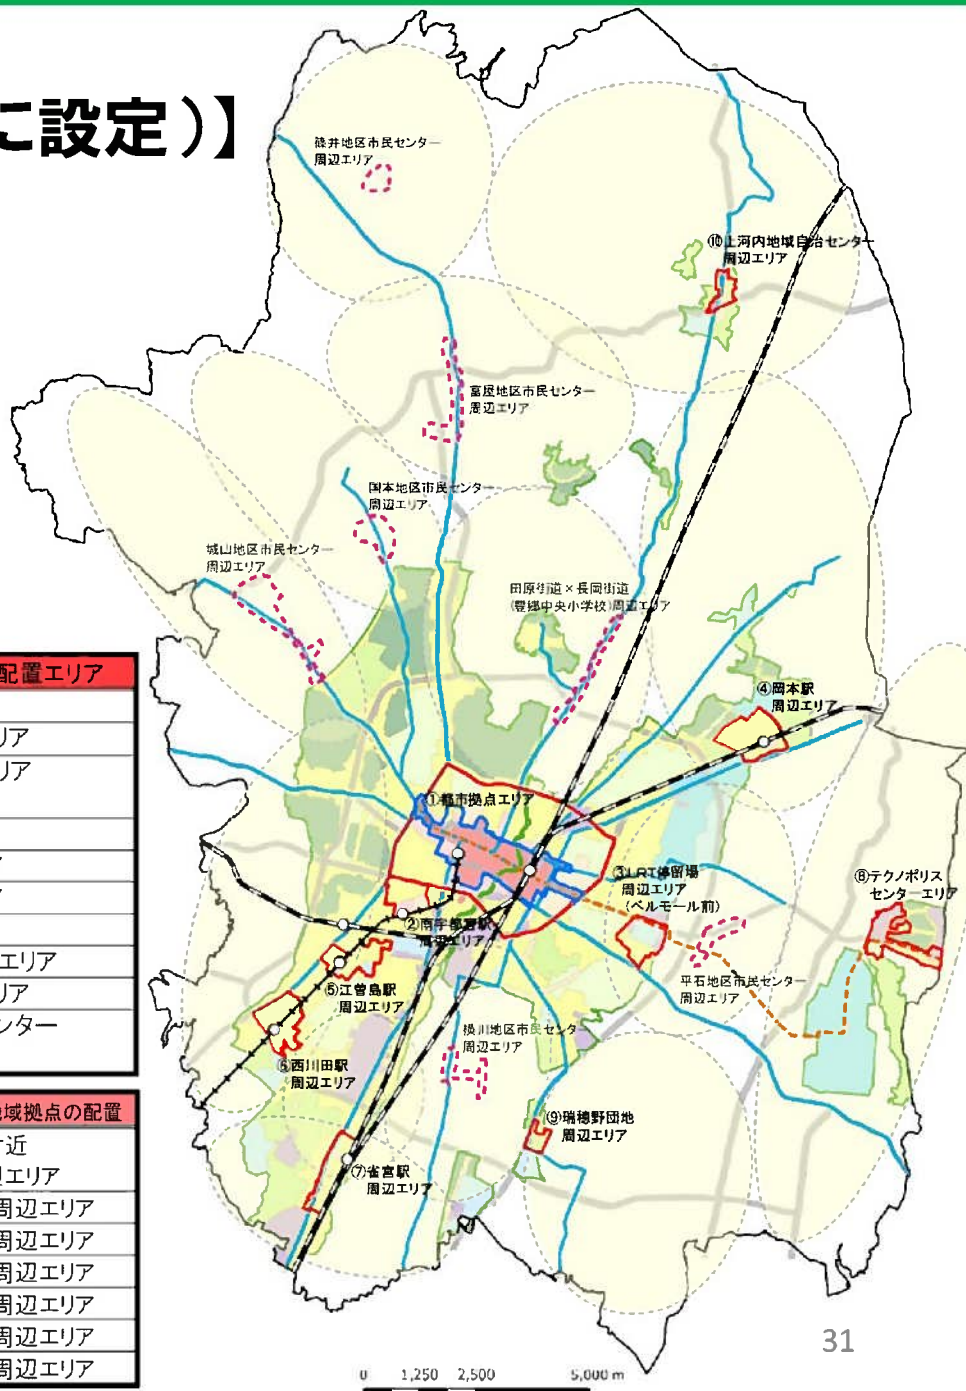 に設定)】
篠井地区市民センター
周辺エリア
⑩上河内地域自治センター
周辺エリア
富屋地区市民センター
周辺エリア
国本地区市民センター
周辺エリア
城山地区市民センター
周辺エリア
田原街道×長岡街道
(豊郷中央小学校)周辺エリア
配置エリア
リア
リア
エリア
リア
ンター
④岡本駅
周辺エリア
①都市拠点エリア
③LRT停留場
周辺エリア
(ベルモール前)
⑧テクノポリス
センターエリア
②南宇都宮駅
周辺エリア
平石地区市民センター
周辺エリア
⑤江曽島駅
周辺エリア
横川地区市民センター
周辺エリア
⑥西川田駅
周辺エリア
⑨瑞穂野団地
周辺エリア
⑦雀宮駅
周辺エリア
域拠点の配置
付近
辺エリア
周辺エリア
周辺エリア
周辺エリア
周辺エリア
周辺エリア
周辺エリア
31
0 1,250 2,500 5,000 m